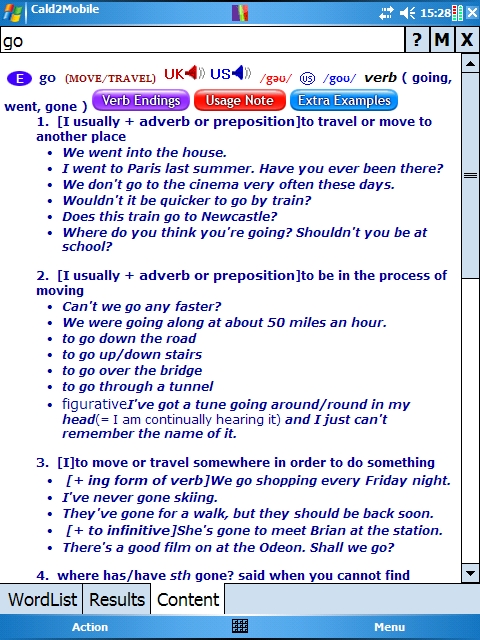 Cald2Mobile 15:28
go ? M X
E go (MOVE/TRAVEL) UK US /gəʊ/ US /goʊ/ verb ( going,
went, gone ) Verb Endings Usage Note Extra Examples
1. [I usually + adverb or preposition]to travel or move to
another place
• We went into the house.
• I went to Paris last summer. Have you ever been there?
• We don't go to the cinema very often these days.
• Wouldn't it be quicker to go by train?
• Does this train go to Newcastle?
• Where do you think you're going? Shouldn't you be at
school?
2. [I usually + adverb or preposition]to be in the process of
moving
• Can't we go any faster?
• We were going along at about 50 miles an hour.
• to go down the road
• to go up/down stairs
• to go over the bridge
• to go through a tunnel
• figurativeI've got a tune going around/round in my
head(= I am continually hearing it) and I just can't
remember the name of it.
3. [I]to move or travel somewhere in order to do something
• [+ ing form of verb]We go shopping every Friday night.
• I've never gone skiing.
• They've gone for a walk, but they should be back soon.
• [+ to infinitive]She's gone to meet Brian at the station.
• There's a good film on at the Odeon. Shall we go?
4. where has/have sth gone? said when you cannot find
WordList Results Content
Action Menu